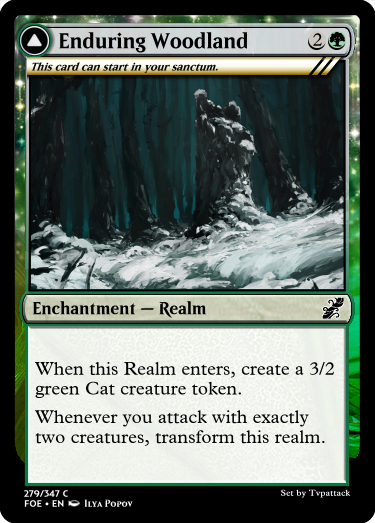 Enduring Woodland 2
This card can start in your sanctum.
Enchantment — Realm
When this Realm enters, create a 3/2
green Cat creature token.
Whenever you attack with exactly
two creatures, transform this realm.
279/347 C
Set by Tvpattack
FOE • EN Ilya Popov